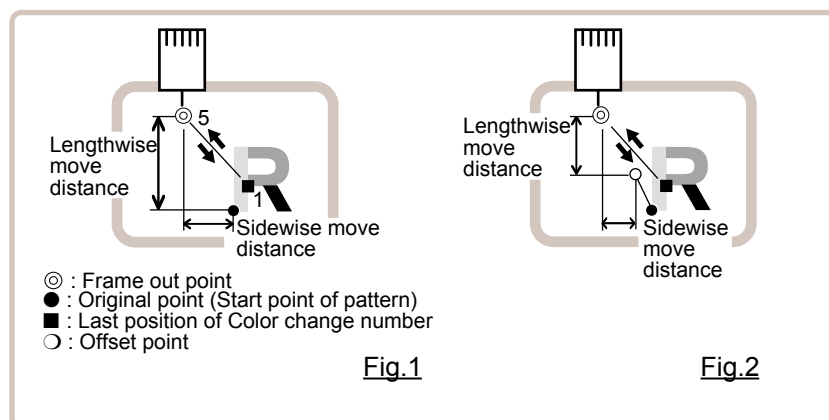 5
Lengthwise
move
distance
R
1
Sidewise move
distance
Lengthwise
move
distance
R
Sidewise
move
distance
◎ : Frame out point
● : Original point (Start point of pattern)
■ : Last position of Color change number
❍ : Offset point
Fig.1
Fig.2